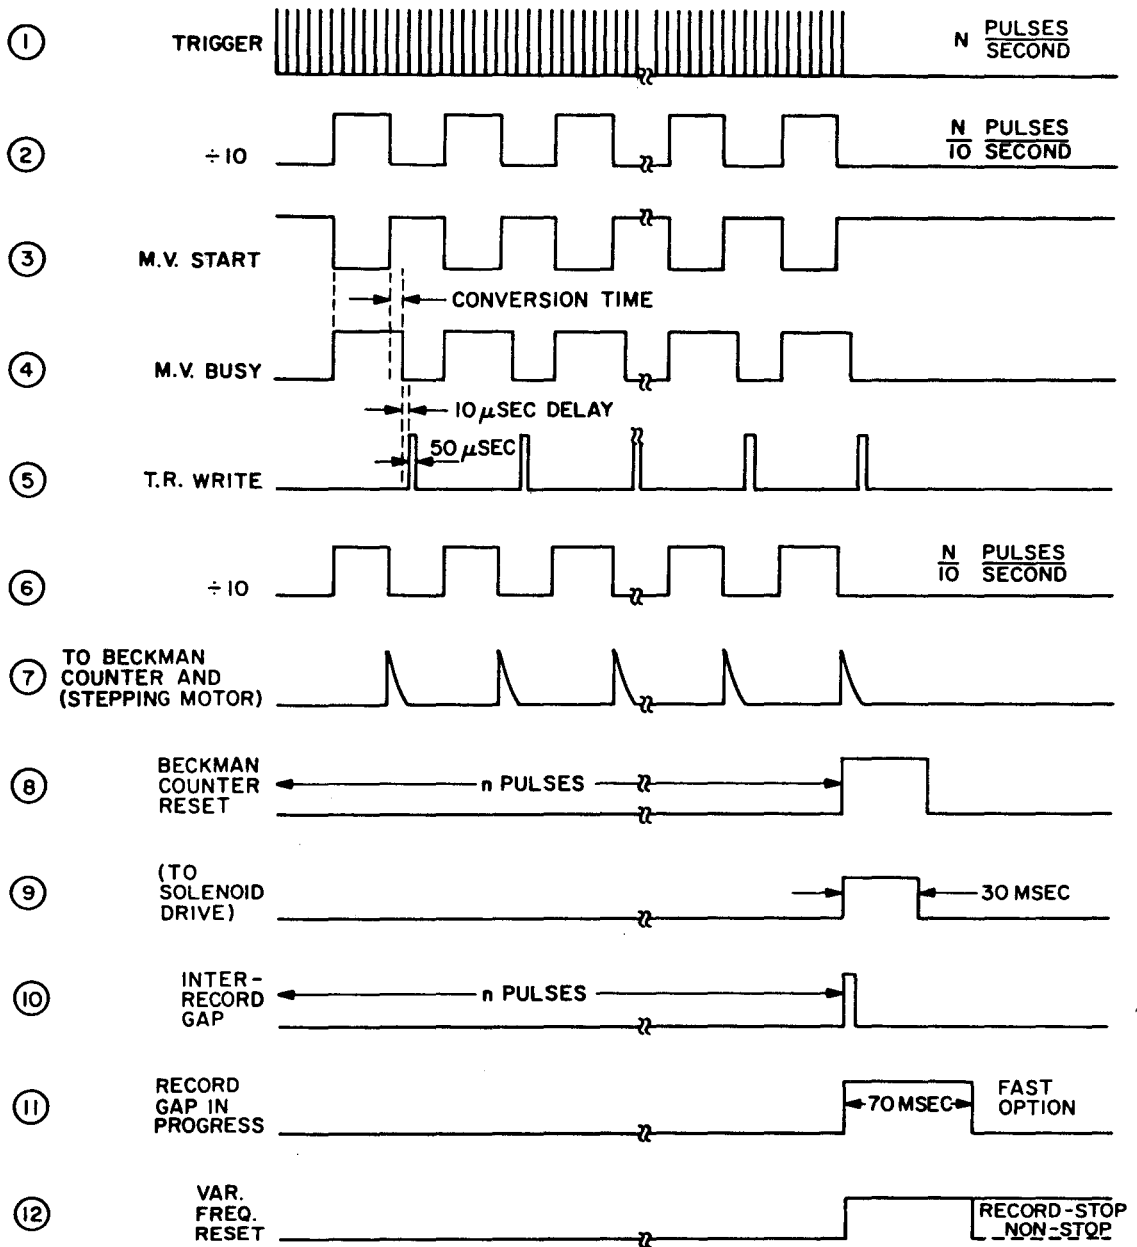 1 TRIGGER N PULSES
SECOND
2 ÷10 N PULSES
10 SECOND
3 M.V. START
CONVERSION TIME
4 M.V. BUSY
10 μSEC DELAY
50 μSEC
5 T.R. WRITE
6 ÷10 N PULSES
10 SECOND
7 TO BECKMAN
COUNTER AND
(STEPPING MOTOR)
8 BECKMAN
COUNTER
RESET
n PULSES
9 (TO
SOLENOID
DRIVE)
30 MSEC
10 INTER-
RECORD
GAP
n PULSES
11 RECORD
GAP IN
PROGRESS
70 MSEC
FAST
OPTION
12 VAR.
FREQ.
RESET
RECORD-STOP
NON-STOP